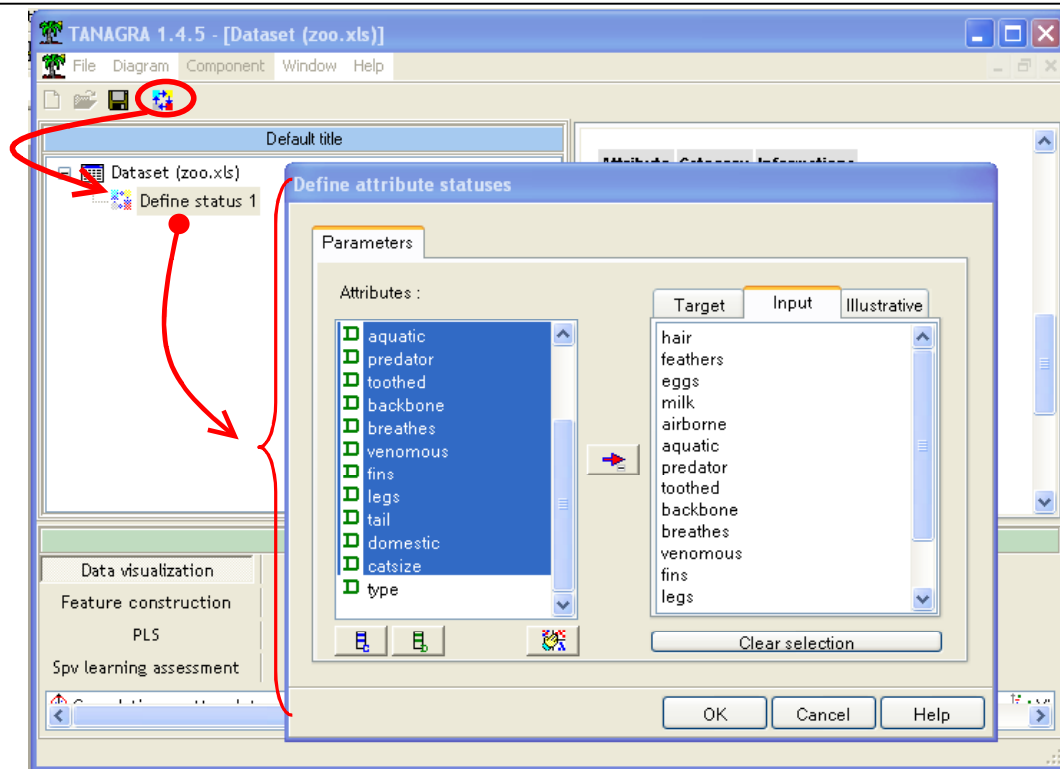 TANAGRA 1.4.5 - [Dataset (zoo.xls)]
File Diagram Component Window Help
Default title
Dataset (zoo.xls)
Define status 1
Attribute Category Informations
Define attribute statuses
Parameters
Attributes :
aquatic
predator
toothed
backbone
breathes
venomous
fins
legs
tail
domestic
catsize
type
Target Input Illustrative
hair
feathers
eggs
milk
airborne
aquatic
predator
toothed
backbone
breathes
venomous
fins
legs
Clear selection
OK Cancel Help
Data visualization
Feature construction
PLS
Spv learning assessment